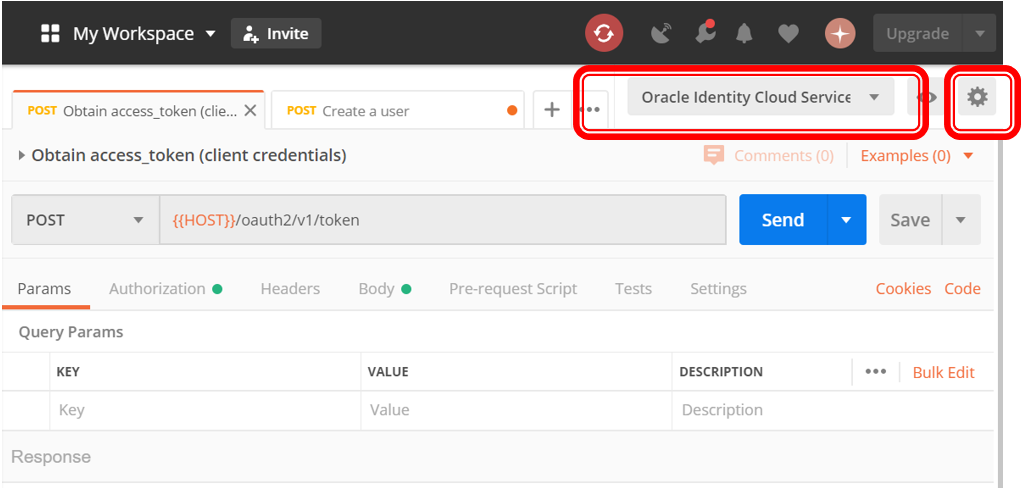 My Workspace Invite Upgrade
POST Obtain access_token (clie... POST Create a user Oracle Identity Cloud Service
Obtain access_token (client credentials) Comments (0) Examples (0)
POST {{HOST}}/oauth2/v1/token Send Save
Params Authorization Headers Body Pre-request Script Tests Settings Cookies Code
Query Params
KEY VALUE DESCRIPTION Bulk Edit
Key Value Description
Response